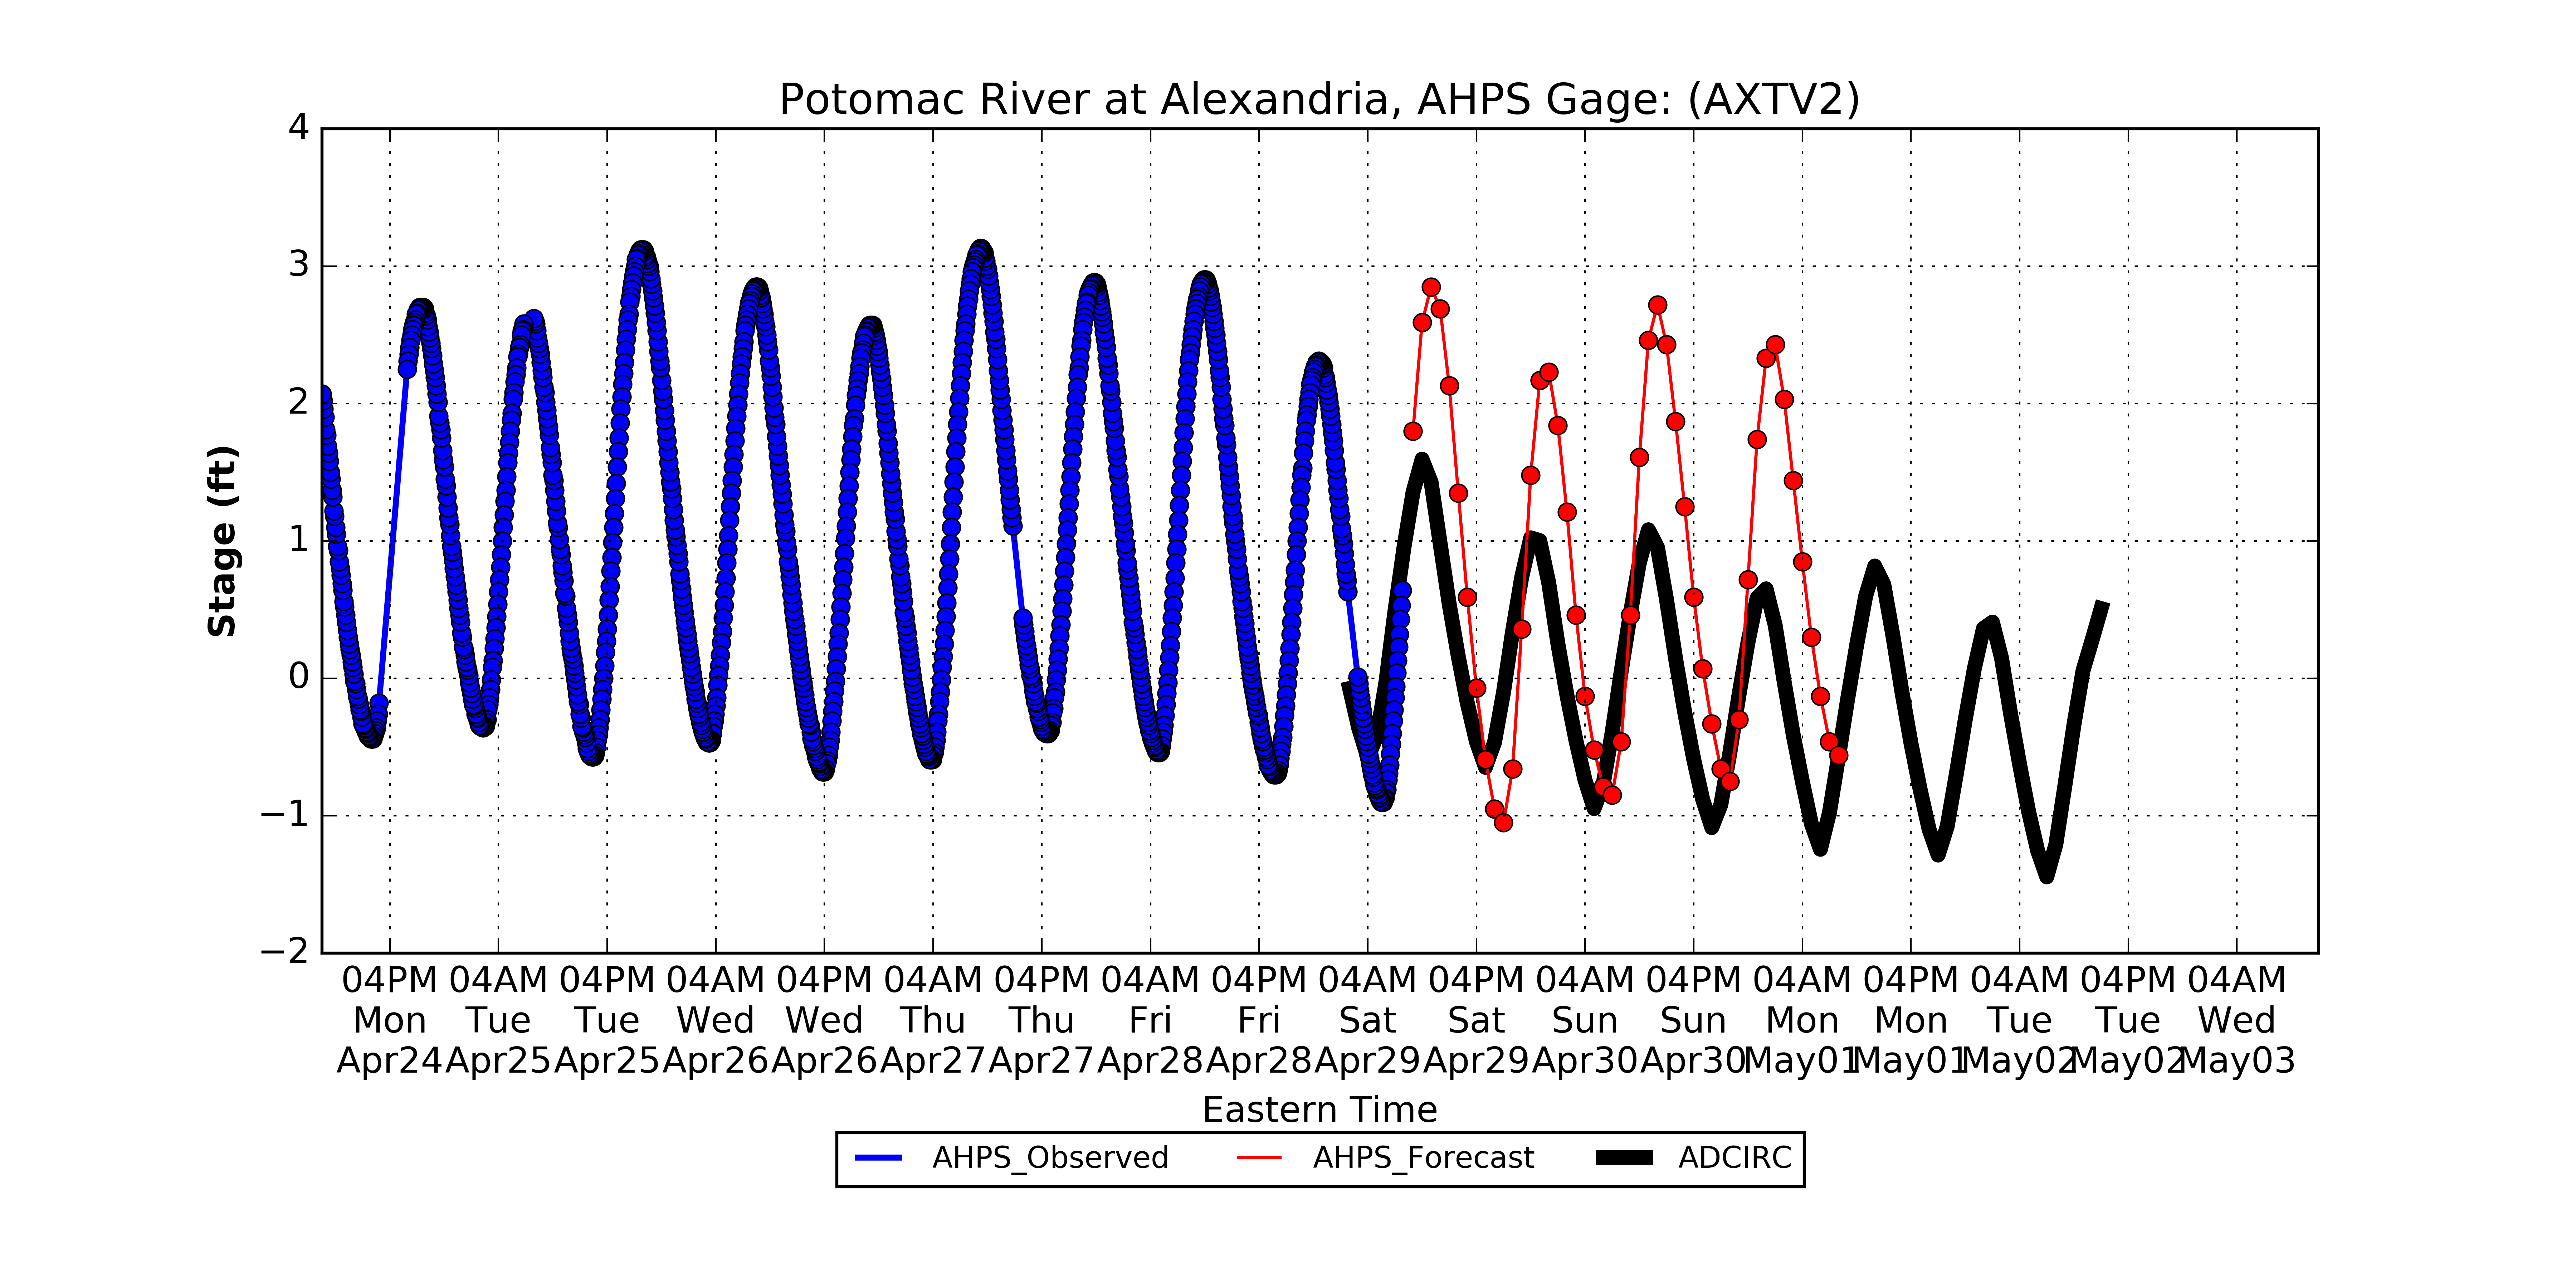 Potomac River at Alexandria, AHPS Gage: (AXTV2)
4
3
2
1
0
−1
−2
Stage (ft)
04PM 04AM 04PM 04AM 04PM 04AM 04PM 04AM 04PM 04AM 04PM 04AM 04PM 04AM 04PM 04AM 04PM 04AM
Mon Tue Tue Wed Wed Thu Thu Fri Fri Sat Sat Sun Sun Mon Mon Tue Tue Wed
Apr24 Apr25 Apr25 Apr26 Apr26 Apr27 Apr27 Apr28 Apr28 Apr29 Apr29 Apr30 Apr30 May01 May01 May02 May02 May03
Eastern Time
AHPS_Observed AHPS_Forecast ADCIRC